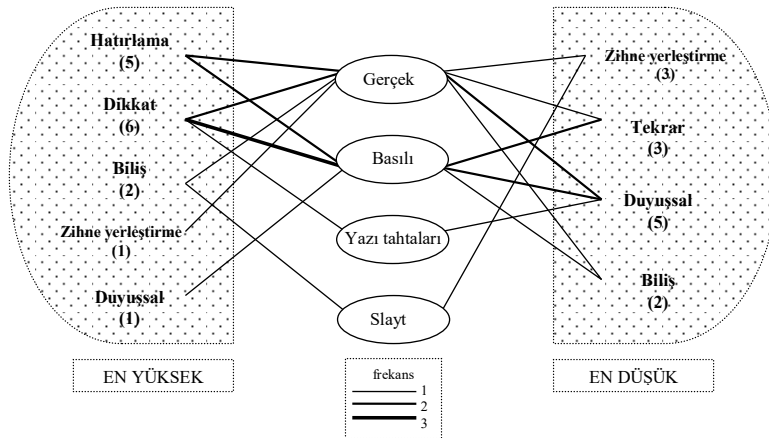 Hatırlama
(5)
Dikkat
(6)
Biliş
(2)
Zihne yerleştirme
(1)
Duyuşsal
(1)
EN YÜKSEK
Gerçek
Basılı
Yazı tahtaları
Slayt
frekans
1
2
3
Zihne yerleştirme
(3)
Tekrar
(3)
Duyuşsal
(5)
Biliş
(2)
EN DÜŞÜK